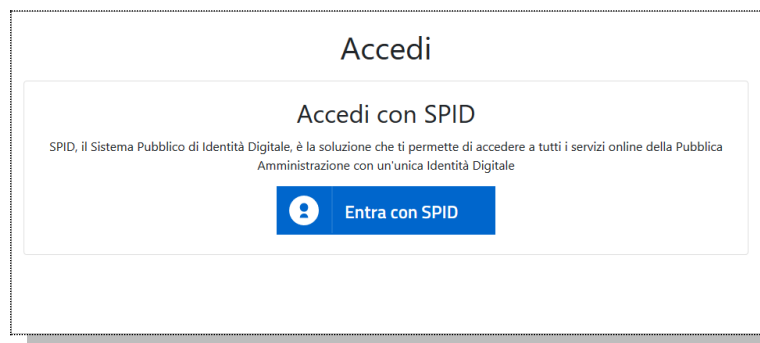 Accedi
Accedi con SPID
SPID, il Sistema Pubblico di Identità Digitale, è la soluzione che ti permette di accedere a tutti i servizi online della Pubblica
Amministrazione con un'unica Identità Digitale
Entra con SPID